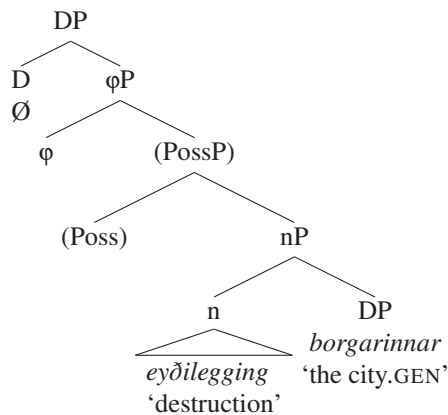 DP
D φP
Ø
φ (PossP)
(Poss) nP
n DP
borgarinnar
eyðilegging 'the city.GEN'
'destruction'